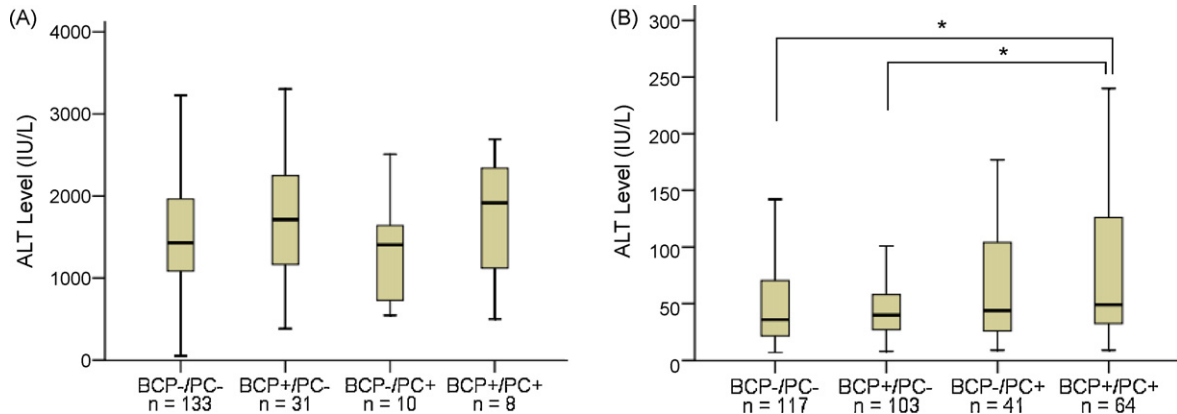 (A)
ALT Level (IU/L)
4000
3000
2000
1000
0
BCP-/PC- BCP+/PC- BCP-/PC+ BCP+/PC+
n = 133 n = 31 n = 10 n = 8
(B)
ALT Level (IU/L)
300
250
200
150
100
50
0
*
*
BCP-/PC- BCP+/PC- BCP-/PC+ BCP+/PC+
n = 117 n = 103 n = 41 n = 64